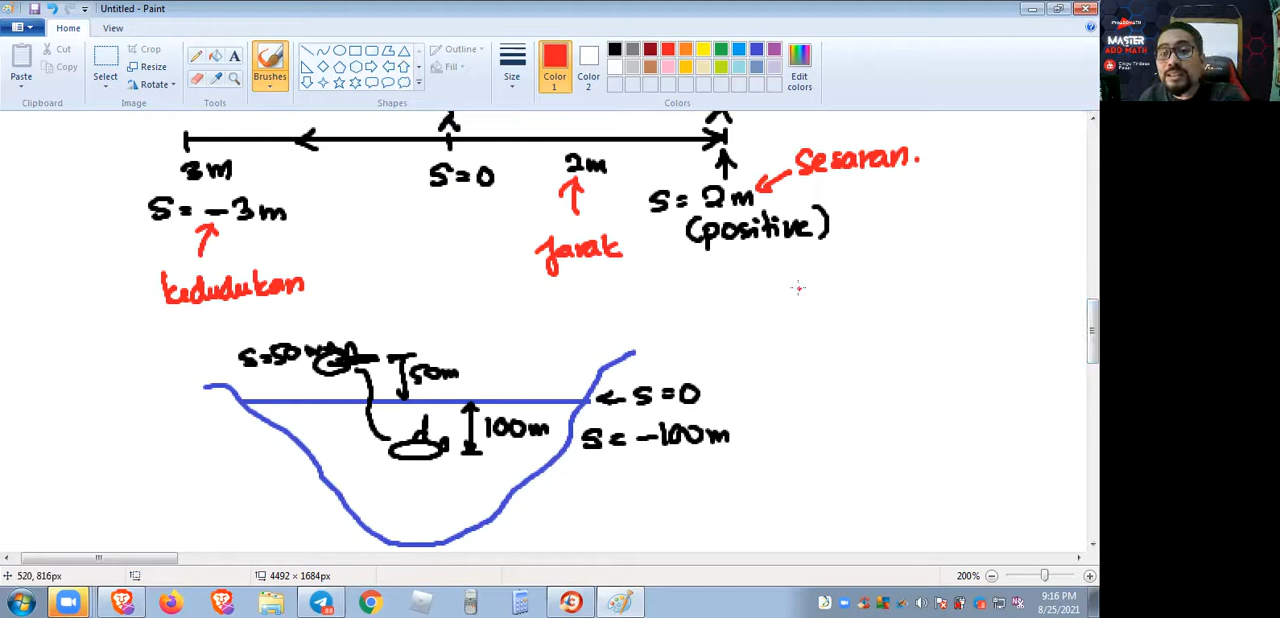 Untitled - Paint
Home
View
Paste
Cut
Copy
Clipboard
Select
Crop
Resize
Rotate
Image
A
Tools
Brushes
Shapes
Outline
Fill
Size
Color 1
Color 2
Edit colors
Colors
MASTER
ADD MATH
3m
S=0
2m
sesaran.
S = 2m
(positive)
S = -3m
kedudukan
Jarak
S=50
50m
S=0
100m
S = -100m
520, 816px
4492 × 1684px
200%
9:16 PM
8/25/2021